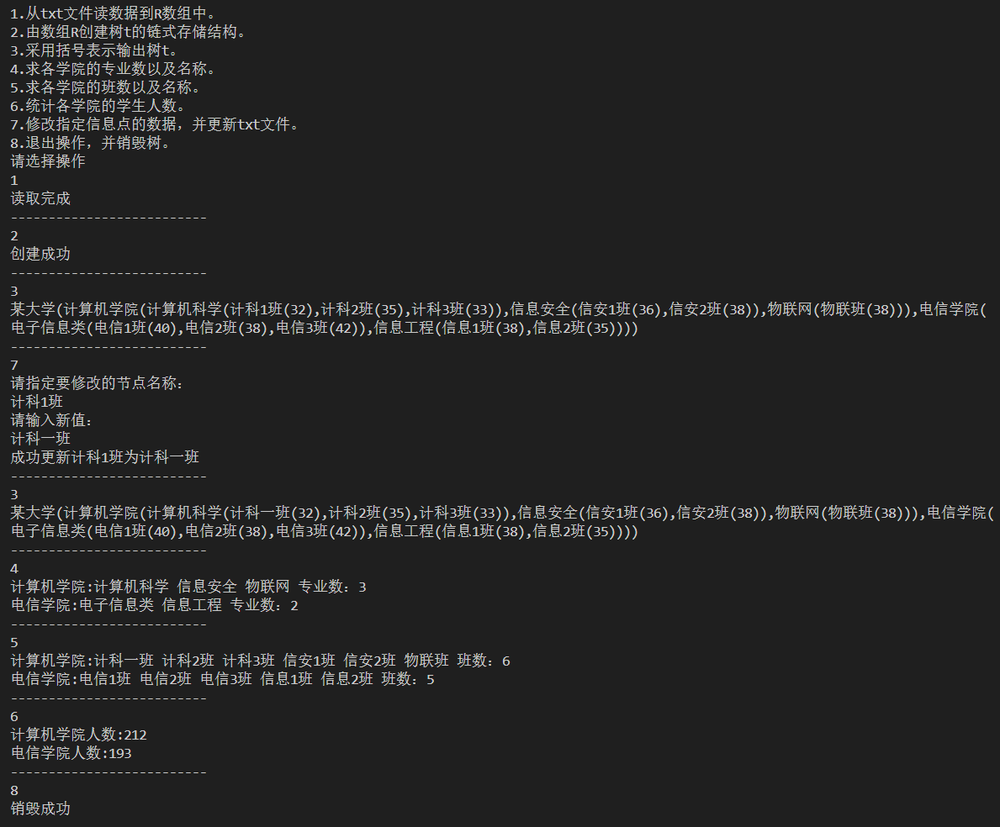 1.从txt文件读数据到R数组中。
2.由数组R创建树t的链式存储结构。
3.采用括号表示输出树t。
4.求各学院的专业数以及名称。
5.求各学院的班数以及名称。
6.统计各学院的学生人数。
7.修改指定信息点的数据，并更新txt文件。
8.退出操作，并销毁树。
请选择操作
1
读取完成
--------------------------
2
创建成功
--------------------------
3
某大学(计算机学院(计算机科学(计科1班(32),计科2班(35),计科3班(33)),信息安全(信安1班(36),信安2班(38)),物联网(物联班(38))),电信学院(
电子信息类(电信1班(40),电信2班(38),电信3班(42)),信息工程(信息1班(38),信息2班(35))))
--------------------------
7
请指定要修改的节点名称：
计科1班
请输入新值：
计科一班
成功更新计科1班为计科一班
--------------------------
3
某大学(计算机学院(计算机科学(计科一班(32),计科2班(35),计科3班(33)),信息安全(信安1班(36),信安2班(38)),物联网(物联班(38))),电信学院(
电子信息类(电信1班(40),电信2班(38),电信3班(42)),信息工程(信息1班(38),信息2班(35))))
--------------------------
4
计算机学院:计算机科学 信息安全 物联网 专业数：3
电信学院:电子信息类 信息工程 专业数：2
--------------------------
5
计算机学院:计科一班 计科2班 计科3班 信安1班 信安2班 物联班 班数：6
电信学院:电信1班 电信2班 电信3班 信息1班 信息2班 班数：5
--------------------------
6
计算机学院人数:212
电信学院人数:193
--------------------------
8
销毁成功